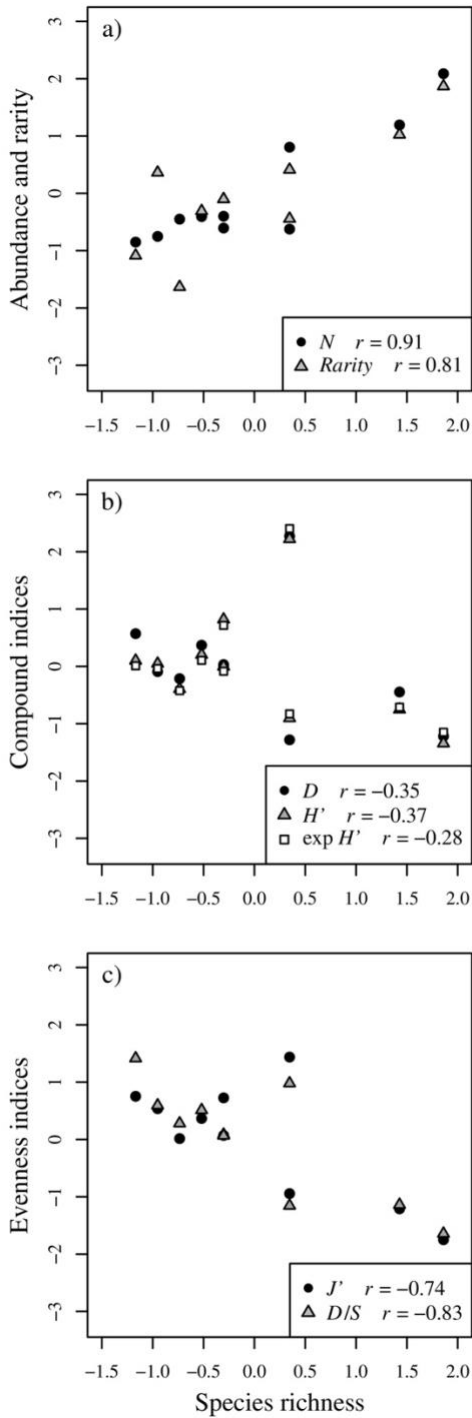 a)
Abundance and rarity
3
2
1
0
−1
−2
−3
N r = 0.91
Rarity r = 0.81
−1.5 −1.0 −0.5 0.0 0.5 1.0 1.5 2.0
b)
Compound indices
3
2
1
0
−1
−2
−3
D r = −0.35
H' r = −0.37
exp H' r = −0.28
−1.5 −1.0 −0.5 0.0 0.5 1.0 1.5 2.0
c)
Evenness indices
3
2
1
0
−1
−2
−3
J' r = −0.74
D/S r = −0.83
−1.5 −1.0 −0.5 0.0 0.5 1.0 1.5 2.0
Species richness